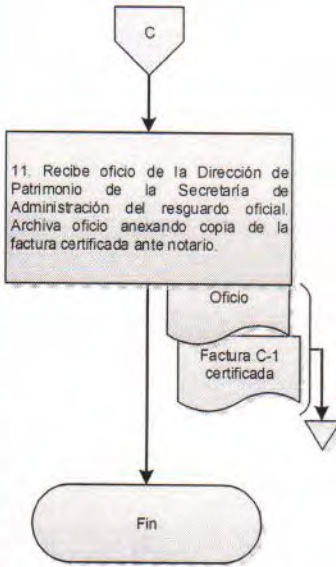 C
11. Recibe oficio de la Dirección de
Patrimonio de la Secretaría de
Administración del resguardo oficial.
Archiva oficio anexando copia de la
factura certificada ante notario.
Oficio
Factura C-1
certificada
Fin